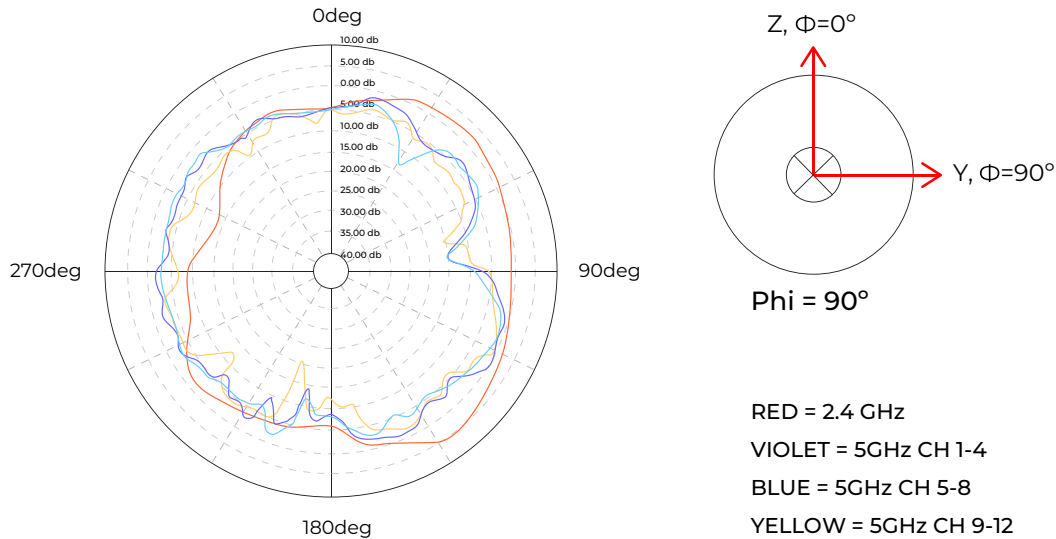 0deg
10.00 db
5.00 db
0.00 db
5.00 db
10.00 db
15.00 db
20.00 db
25.00 db
30.00 db
35.00 db
40.00 db
270deg
90deg
180deg
Z, Φ=0º
Y, Φ=90º
Phi = 90º
RED = 2.4 GHz
VIOLET = 5GHz CH 1-4
BLUE = 5GHz CH 5-8
YELLOW = 5GHz CH 9-12